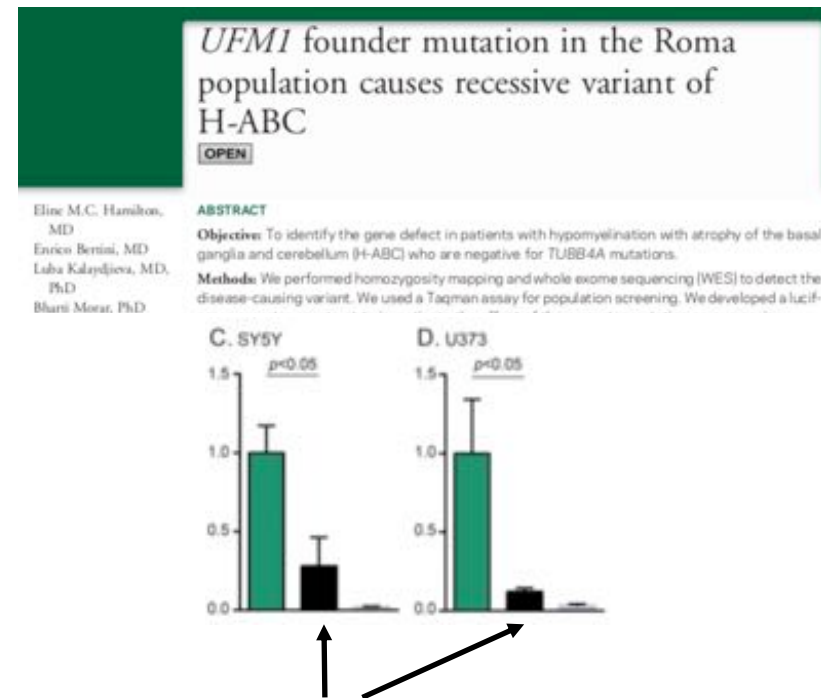 UFM1 founder mutation in the Roma
population causes recessive variant of
H-ABC
OPEN
Eline M.C. Hamilton,
MD
Enrico Bertini, MD
Luba Kalaydjieva, MD,
PhD
Bharti Morar, PhD
ABSTRACT
Objective: To identify the gene defect in patients with hypomyelination with atrophy of the basal
ganglia and cerebellum (H-ABC) who are negative for TUBB4A mutations.
Methods: We performed homozygosity mapping and whole exome sequencing (WES) to detect the
disease-causing variant. We used a Taqman assay for population screening. We developed a lucif-
C. SY5Y
p<0.05
1.5
1.0
0.5
0.0
D. U373
p<0.05
1.5
1.0
0.5
0.0